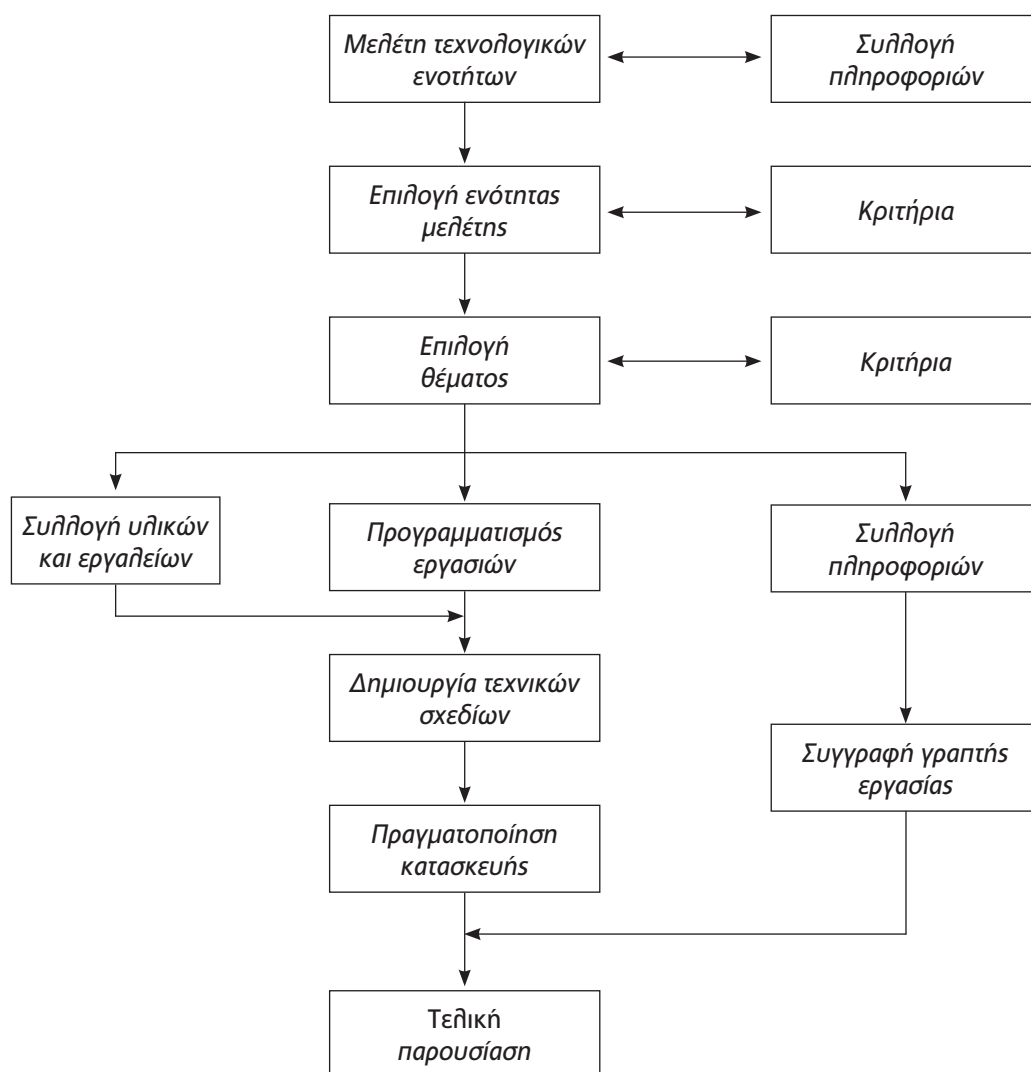 Μελέτη τεχνολογικών
ενοτήτων
Συλλογή
πληροφοριών
Επιλογή ενότητας
μελέτης
Κριτήρια
Επιλογή
θέματος
Κριτήρια
Συλλογή υλικών
και εργαλείων
Προγραμματισμός
εργασιών
Συλλογή
πληροφοριών
Δημιουργία τεχνικών
σχεδίων
Συγγραφή γραπτής
εργασίας
Πραγματοποίηση
κατασκευής
Τελική
παρουσίαση